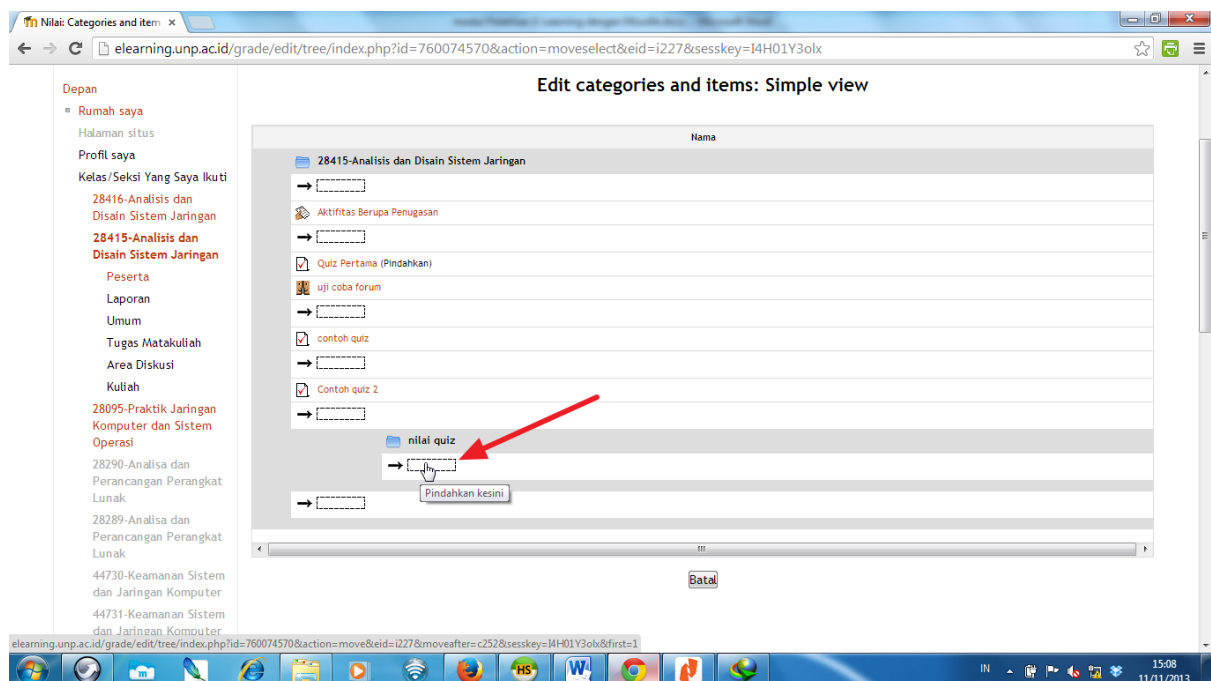 Nilai: Categories and item
elearning.unp.ac.id/grade/edit/tree/index.php?id=760074570&action=moveselect&eid=i227&sesskey=I4H01Y3olx
Depan
Rumah saya
Halaman situs
Profil saya
Kelas/Seksi Yang Saya Ikuti
28416-Analisis dan
Disain Sistem Jaringan
28415-Analisis dan
Disain Sistem Jaringan
Peserta
Laporan
Umum
Tugas Matakuliah
Area Diskusi
Kuliah
28095-Praktik Jaringan
Komputer dan Sistem
Operasi
28290-Analisa dan
Perancangan Perangkat
Lunak
28289-Analisa dan
Perancangan Perangkat
Lunak
44730-Keamanan Sistem
dan Jaringan Komputer
44731-Keamanan Sistem
dan Jaringan Komputer
Edit categories and items: Simple view
Nama
28415-Analisis dan Disain Sistem Jaringan
Aktifitas Berupa Penugasan
Quiz Pertama (Pindahkan)
uji coba forum
contoh quiz
Contoh quiz 2
nilai quiz
Pindahkan kesini
Batal
elearning.unp.ac.id/grade/edit/tree/index.php?id=760074570&action=move&eid=i227&moveafter=c252&sesskey=I4H01Y3olx&first=1
m
HS
W
IN
15:08
11/11/2013